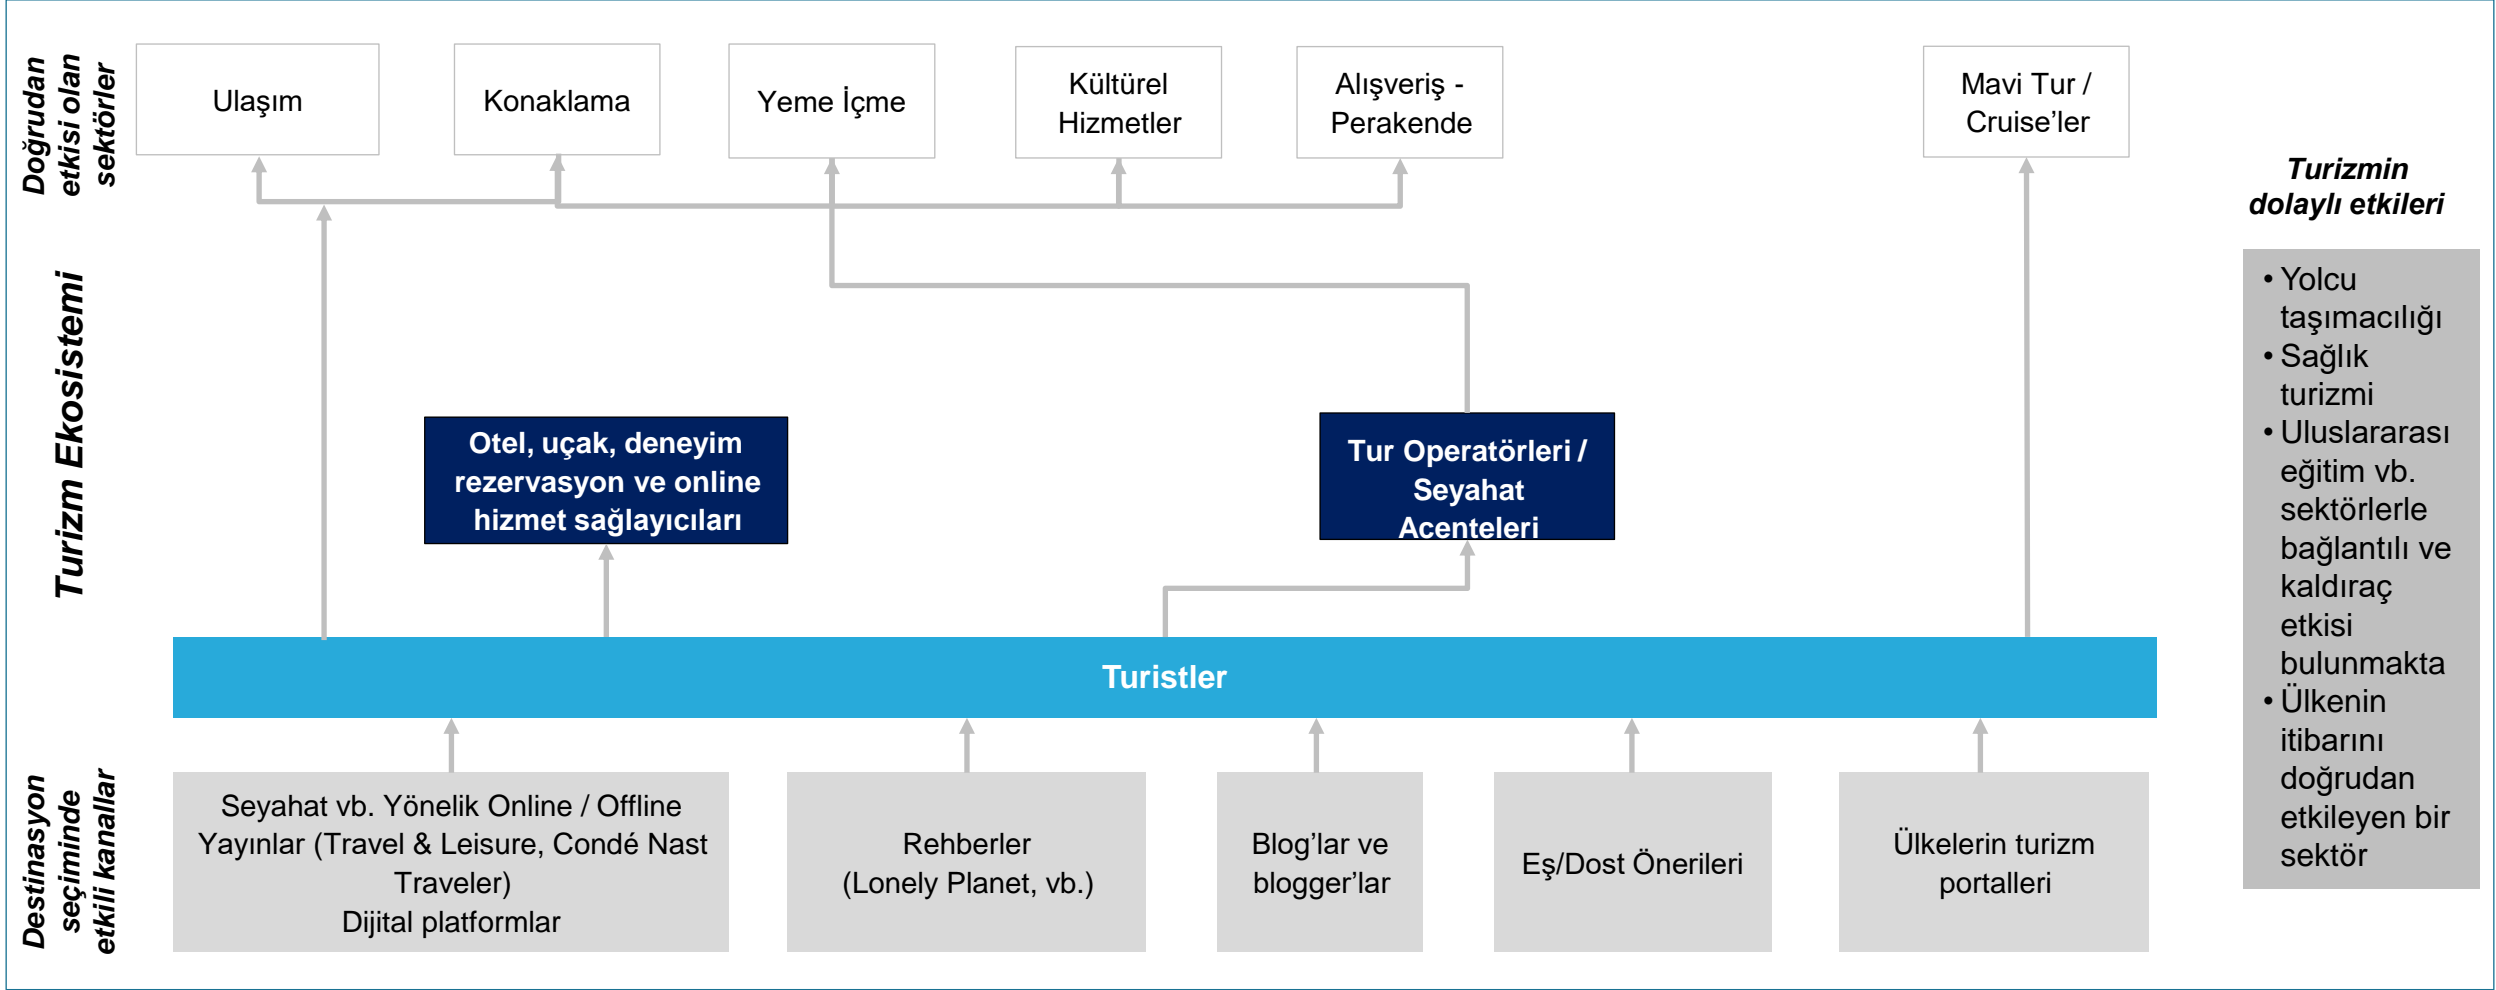 Doğrudan
etkisi olan
sektörler
Ulaşım
Konaklama
Yeme İçme
Kültürel
Hizmetler
Alışveriş -
Perakende
Mavi Tur /
Cruise’ler
Turizm Ekosistemi
Otel, uçak, deneyim
rezervasyon ve online
hizmet sağlayıcıları
Tur Operatörleri /
Seyahat
Acenteleri
Turistler
Destinasyon
seçiminde
etkili kanallar
Seyahat vb. Yönelik Online / Offline
Yayınlar (Travel & Leisure, Condé Nast
Traveler)
Dijital platformlar
Rehberler
(Lonely Planet, vb.)
Blog’lar ve
blogger’lar
Eş/Dost Önerileri
Ülkelerin turizm
portalleri
Turizmin
dolaylı etkileri
• Yolcu
taşımacılığı
• Sağlık
turizmi
• Uluslararası
eğitim vb.
sektörlerle
bağlantılı ve
kaldıraç
etkisi
bulunmakta
• Ülkenin
itibarını
doğrudan
etkileyen bir
sektör